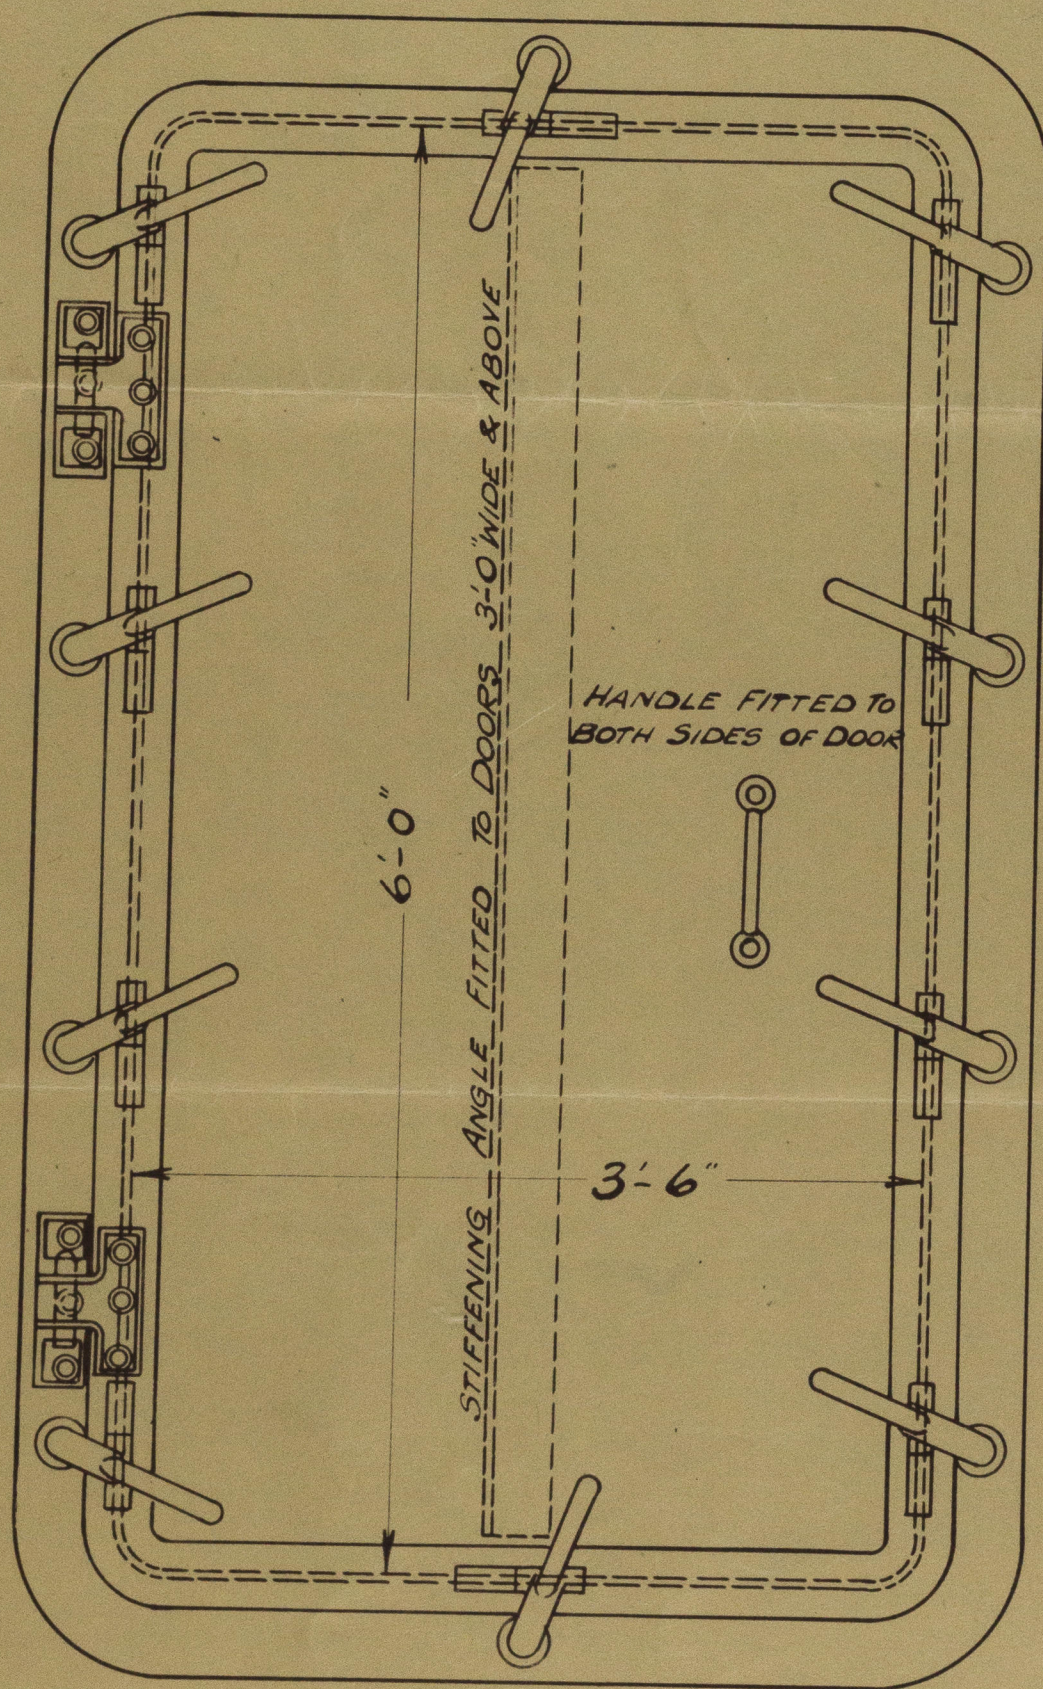 STIFFENING ANGLE FITTED TO DOORS 3'-0" WIDE & ABOVE
HANDLE FITTED TO
BOTH SIDES OF DOOR
6'-0"
3'-6"